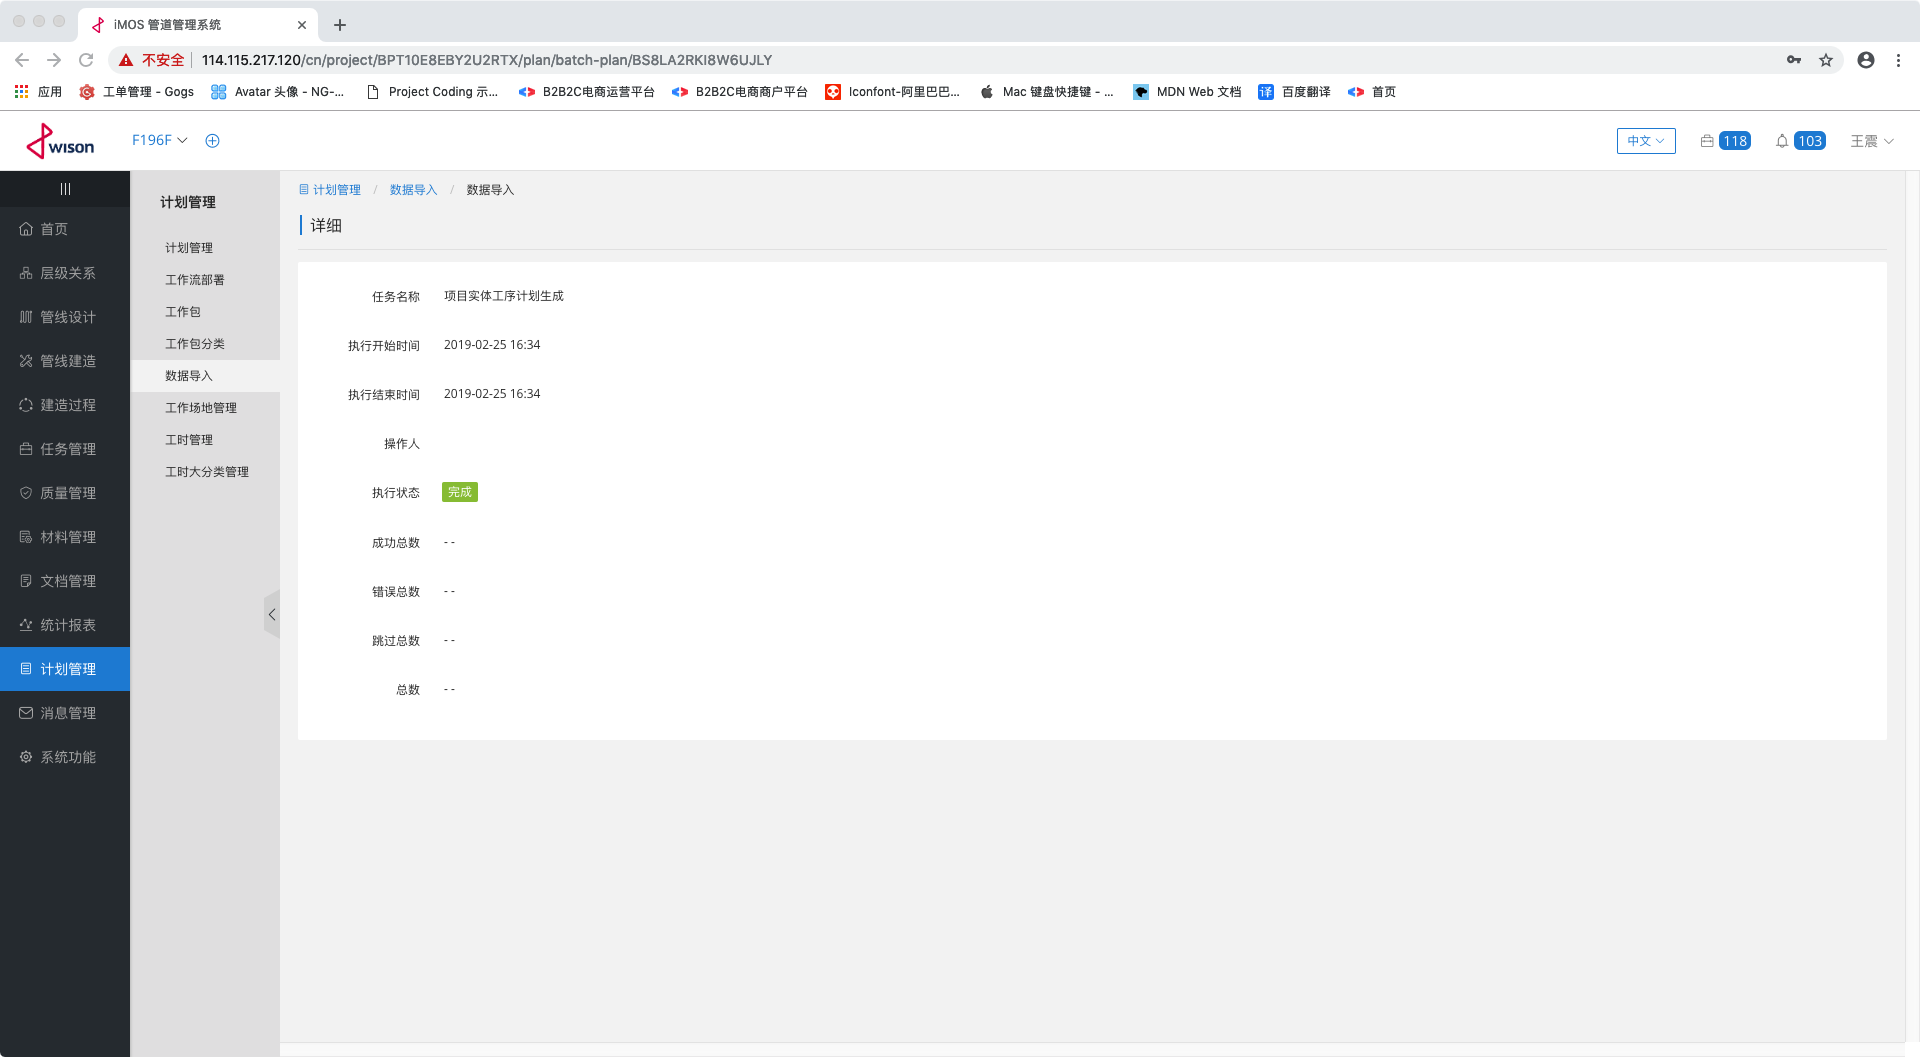 iMOS 管道管理系统
不安全 114.115.217.120/cn/project/BPT10E8EBY2U2RTX/plan/batch-plan/BS8LA2RKI8W6UJLY
应用 工单管理 - Gogs Avatar 头像 - NG-... Project Coding 示... B2B2C电商运营平台 B2B2C电商商户平台 Iconfont-阿里巴巴... Mac 键盘快捷键 - ... MDN Web 文档 译 百度翻译 首页
wison F196F 中文 118 103 王震
首页
层级关系
管线设计
管线建造
建造过程
任务管理
质量管理
材料管理
文档管理
统计报表
计划管理
消息管理
系统功能
计划管理
计划管理
工作流部署
工作包
工作包分类
数据导入
工作场地管理
工时管理
工时大分类管理
计划管理 / 数据导入 / 数据导入
详细
任务名称 项目实体工序计划生成
执行开始时间 2019-02-25 16:34
执行结束时间 2019-02-25 16:34
操作人
执行状态 完成
成功总数 - -
错误总数 - -
跳过总数 - -
总数 - -